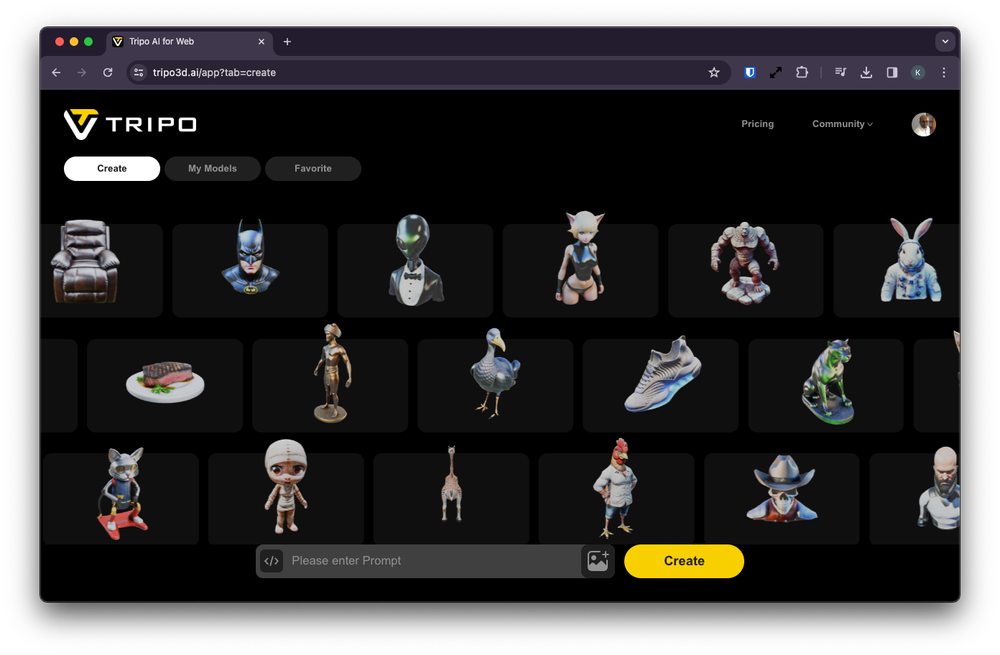 Tripo AI for Web
tripo3d.ai/app?tab=create
K
TRIPO
Pricing
Community
Create
My Models
Favorite
</> Please enter Prompt
Create